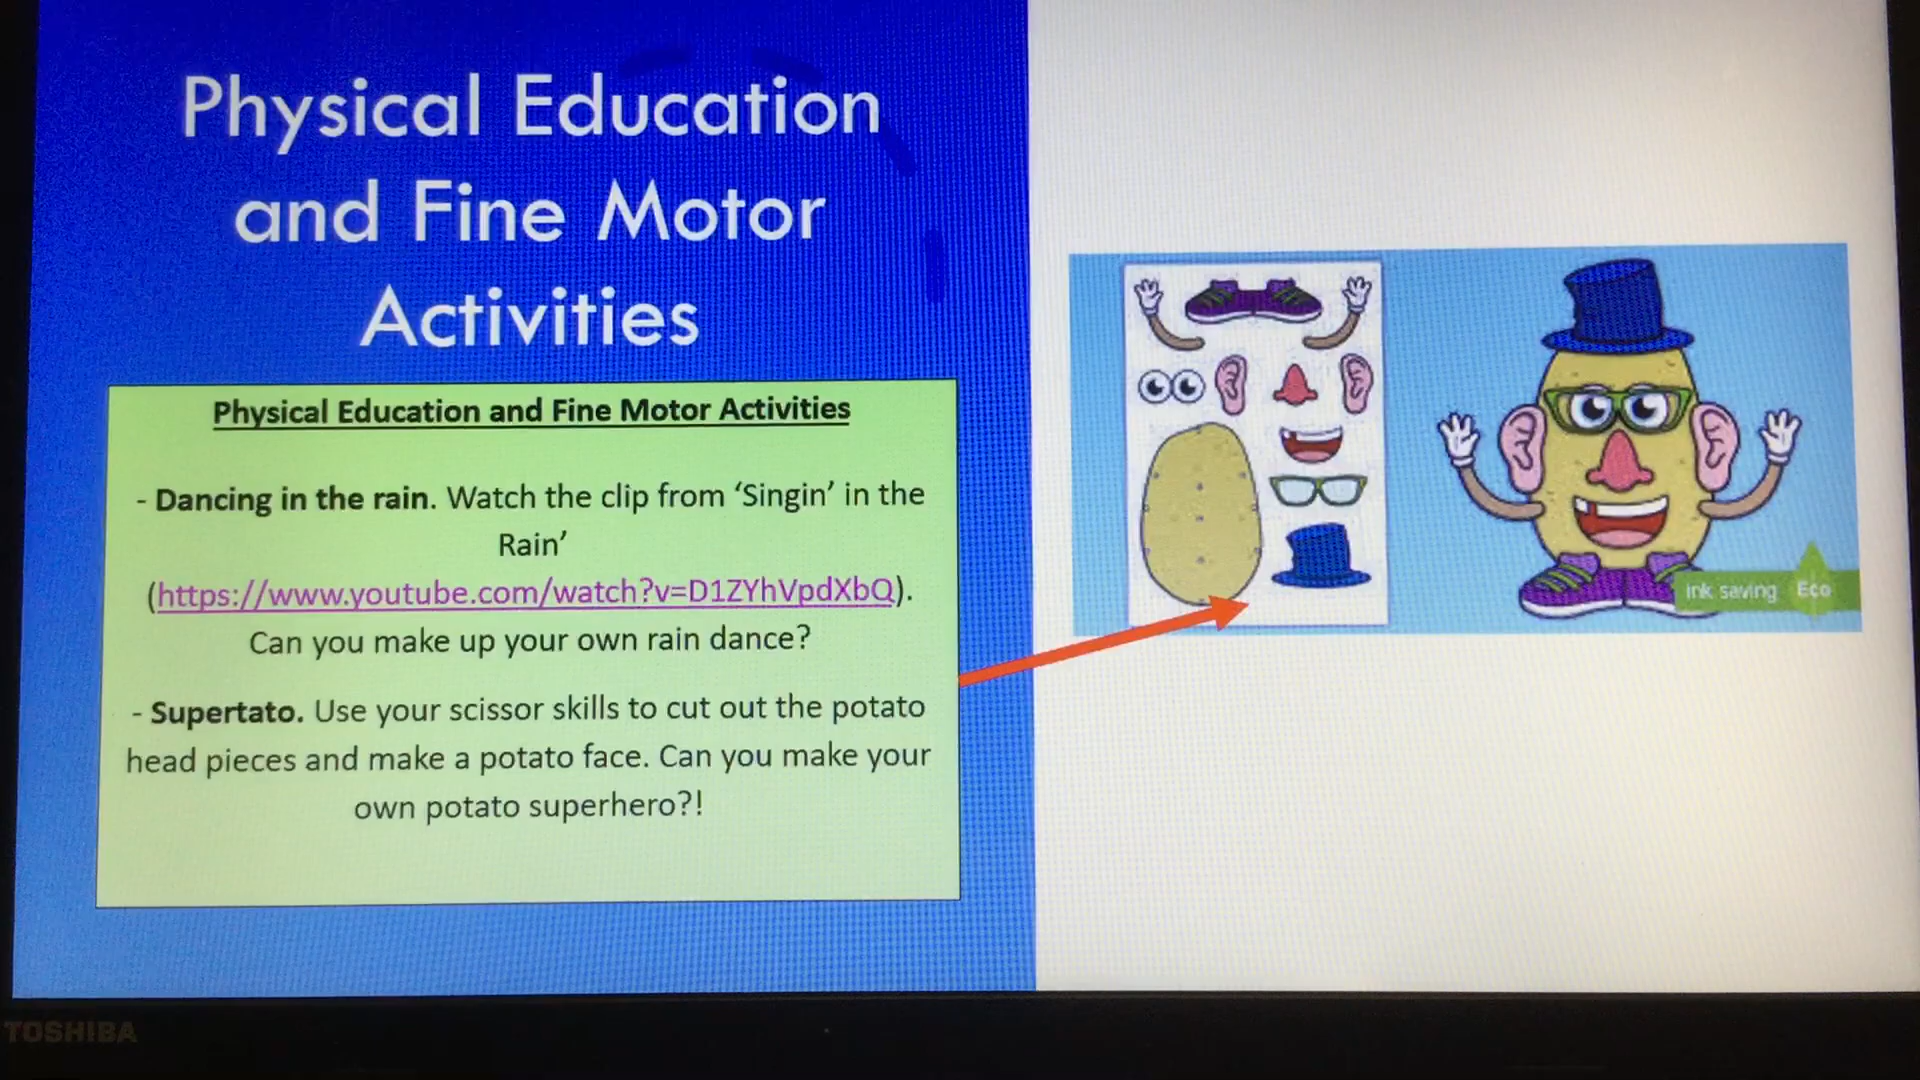 Physical Education
and Fine Motor
Activities
Physical Education and Fine Motor Activities
- Dancing in the rain. Watch the clip from ‘Singin’ in the
Rain’
(https://www.youtube.com/watch?v=D1ZYhVpdXbQ).
Can you make up your own rain dance?
- Supertato. Use your scissor skills to cut out the potato
head pieces and make a potato face. Can you make your
own potato superhero?!
ink saving Eco
TOSHIBA